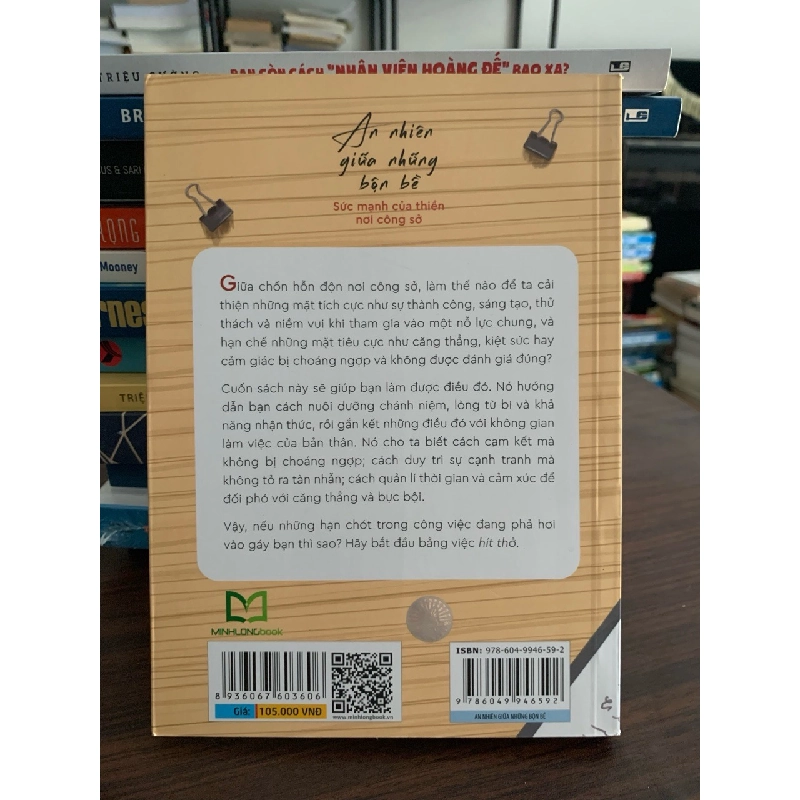 TRIỆU
BẠN CÒN CÁCH "NHÂN VIÊN HOÀNG ĐẾ" BAO XA?
LG
BR
LG
US & SARI
RỌNG
Mooney
rnes
TRIỆ
An nhiên
giữa những
bộn bề
Sức mạnh của thiền
nơi công sở
Giữa chốn hỗn độn nơi công sở, làm thế nào để ta cải
thiện những mặt tích cực như sự thành công, sáng tạo, thử
thách và niềm vui khi tham gia vào một nỗ lực chung, và
hạn chế những mặt tiêu cực như căng thẳng, kiệt sức hay
cảm giác bị choáng ngợp và không được đánh giá đúng?
Cuốn sách này sẽ giúp bạn làm được điều đó. Nó hướng
dẫn bạn cách nuôi dưỡng chánh niệm, lòng từ bi và khả
năng nhận thức, rồi gắn kết những điều đó với không gian
làm việc của bản thân. Nó cho ta biết cách cam kết mà
không bị choáng ngợp; cách duy trì sự cạnh tranh mà
không tỏ ra tàn nhẫn; cách quản lí thời gian và cảm xúc để
đối phó với căng thẳng và bực bội.
Vậy, nếu những hạn chót trong công việc đang phả hơi
vào gáy bạn thì sao? Hãy bắt đầu bằng việc hít thở.
MINHLONGbook
8 936067 603606
Giá: 105.000 VNĐ
www.minhlongbook.vn
ISBN: 978-604-9946-59-2
9 786049 946592
AN NHIÊN GIỮA NHỮNG BỘN BỀ